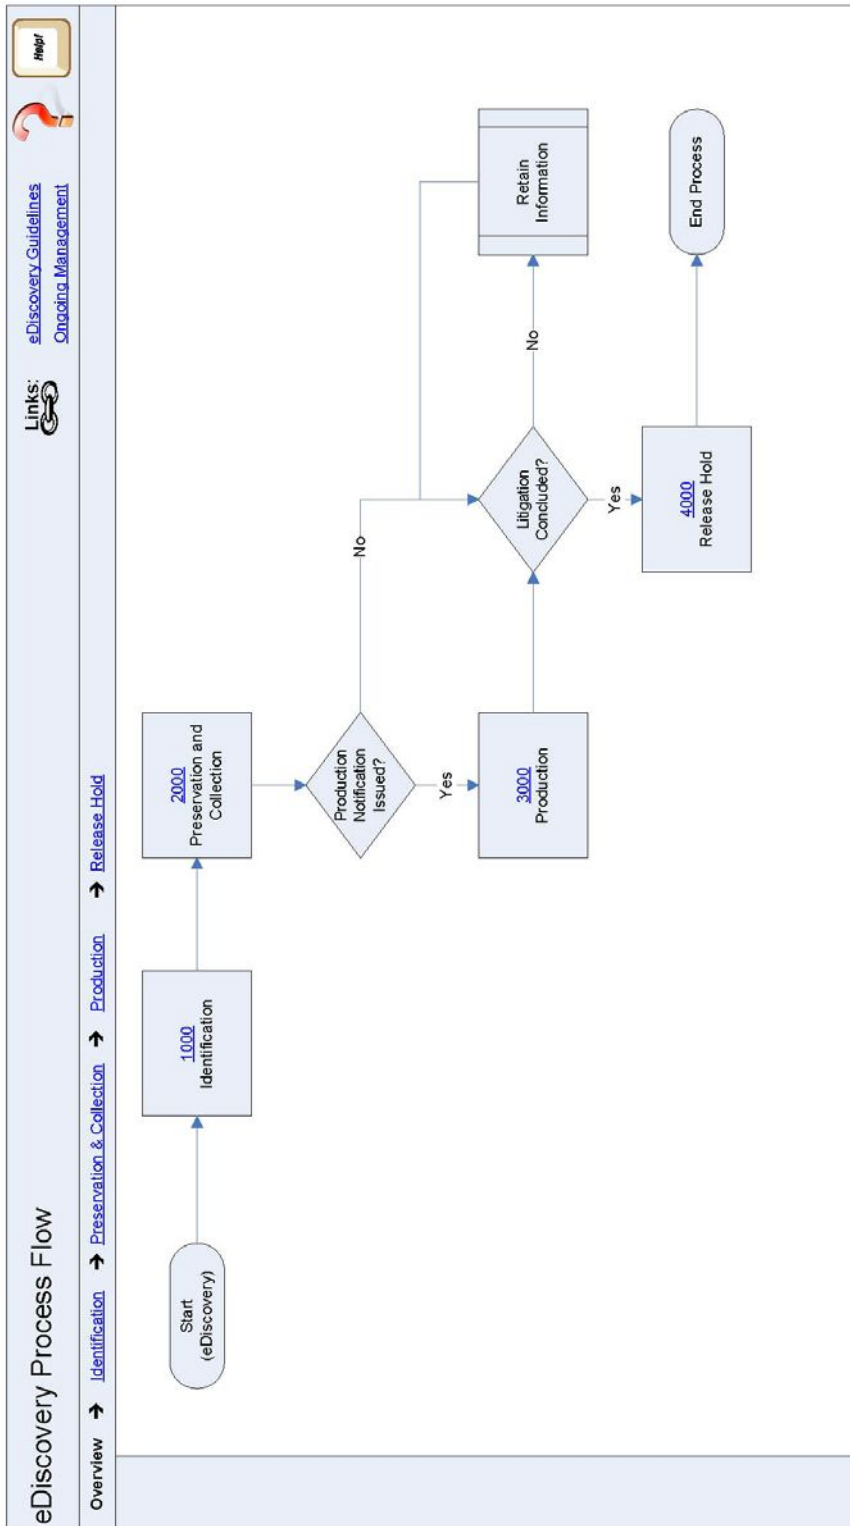 eDiscovery Process Flow
Links:
eDiscovery Guidelines
Ongoing Management
Help!
Overview → Identification → Preservation & Collection → Production → Release Hold
Start
(eDiscovery)
1000
Identification
2000
Preservation and
Collection
Production
Notification
Issued?
No
Yes
3000
Production
Litigation
Concluded?
No
Retain
Information
Yes
4000
Release Hold
End Process